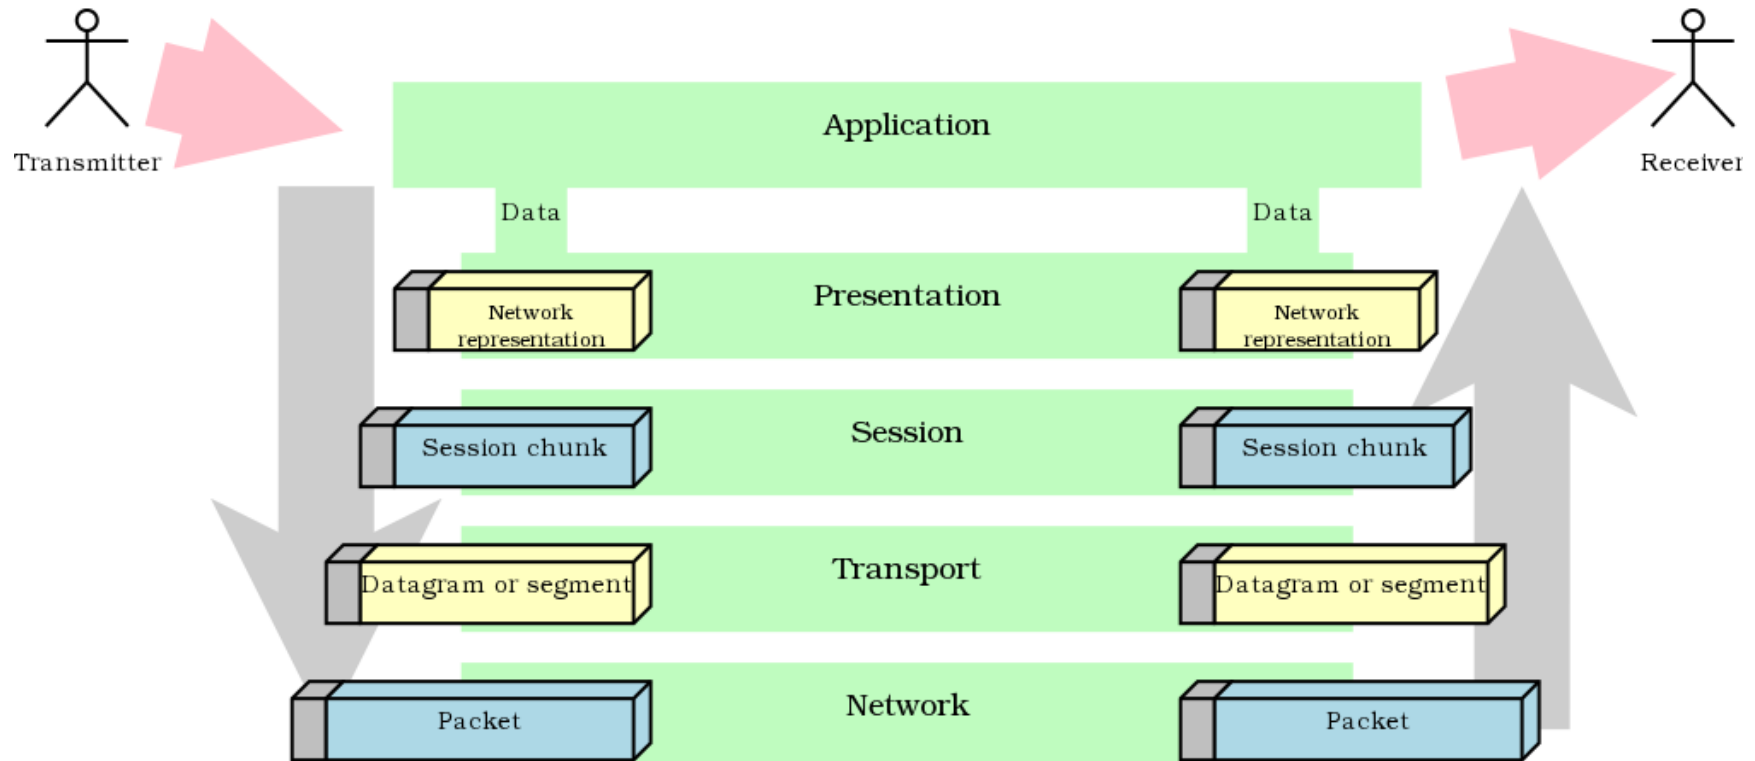 Transmitter
Receiver
Application
Data
Data
Network
representation
Presentation
Network
representation
Session chunk
Session
Session chunk
Datagram or segment
Transport
Datagram or segment
Packet
Network
Packet